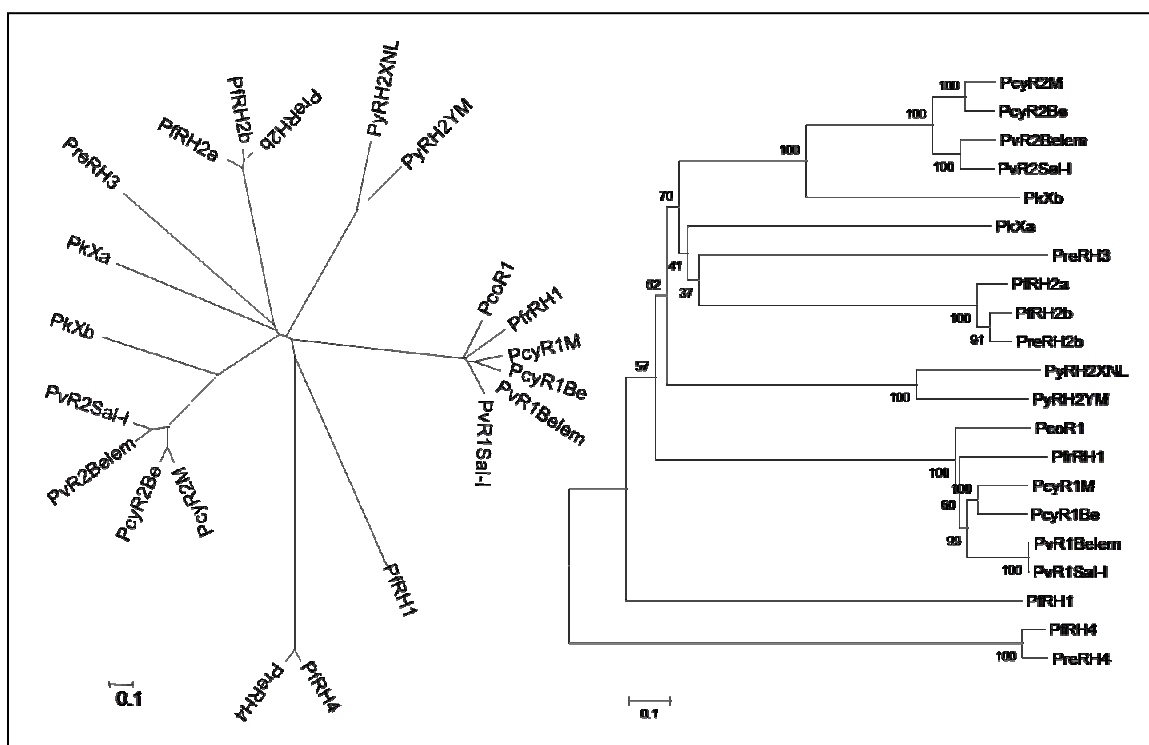 PfRH2a
PfRH2b
PreRH2b
PyRH2XNL
PyRH2YM
PreRH3
PkXa
PkXb
PvR2Sal-I
PvR2Belem
PcyR2Be
PcyR2M
PcoR1
PfrRH1
PcyR1M
PcyR1Be
PvR1Belem
PvR1Sal-I
PfRH1
PreRH4
PfRH4
0.1
PcyR2M
100
PcyR2Be
100
PvR2Belem
100
PvR2Sal-I
100
PkXb
70
PkXa
41
PreRH3
62
37
PfRH2a
PfRH2b
100
91
PreRH2b
57
PyRH2XNL
100
PyRH2YM
PcoR1
100
PfrRH1
100
PcyR1M
60
PcyR1Be
99
PvR1Belem
100
PvR1Sal-I
PfRH1
PfRH4
100
PreRH4
0.1